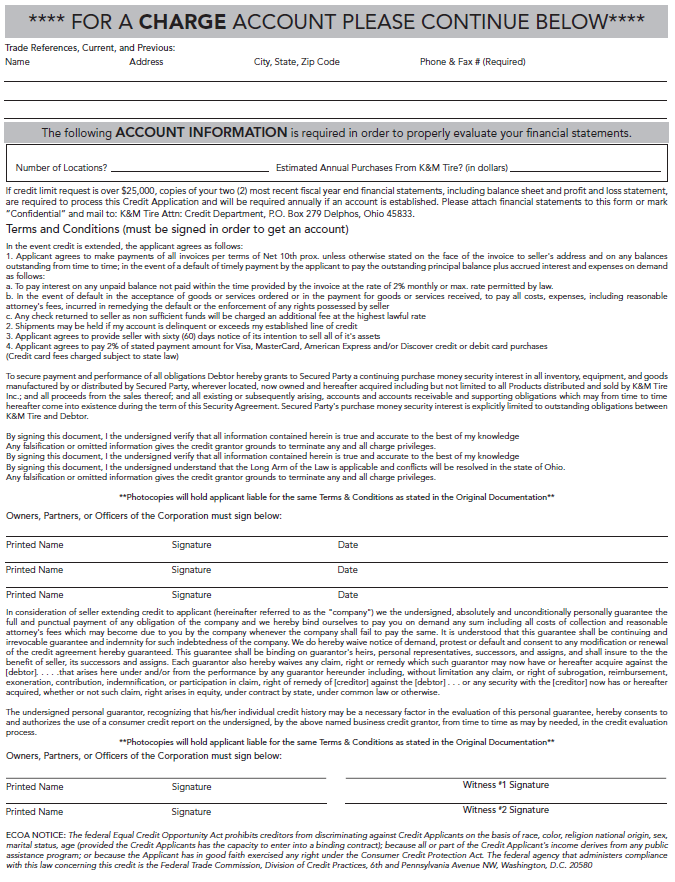 **** FOR A CHARGE ACCOUNT PLEASE CONTINUE BELOW****
Trade References, Current, and Previous:
Name Address City, State, Zip Code Phone & Fax # (Required)
The following ACCOUNT INFORMATION is required in order to properly evaluate your financial statements.
Number of Locations? Estimated Annual Purchases From K&M Tire? (in dollars)
If credit limit request is over $25,000, copies of your two (2) most recent fiscal year end financial statements, including balance sheet and profit and loss statement,
are required to process this Credit Application and will be required annually if an account is established. Please attach financial statements to this form or mark
"Confidential" and mail to: K&M Tire Attn: Credit Department, P.O. Box 279 Delphos, Ohio 45833.
Terms and Conditions (must be signed in order to get an account)
In the event credit is extended, the applicant agrees as follows:
1. Applicant agrees to make payments of all invoices per terms of Net 10th prox. unless otherwise stated on the face of the invoice to seller's address and on any balances
outstanding from time to time; in the event of a default of timely payment by the applicant to pay the outstanding principal balance plus accrued interest and expenses on demand
as follows:
a. To pay interest on any unpaid balance not paid within the time provided by the invoice at the rate of 2% monthly or max. rate permitted by law.
b. In the event of default in the acceptance of goods or services ordered or in the payment for goods or services received, to pay all costs, expenses, including reasonable
attorney's fees, incurred in remedying the default or the enforcement of any rights possessed by seller
c. Any check returned to seller as non sufficient funds will be charged an additional fee at the highest lawful rate
2. Shipments may be held if my account is delinquent or exceeds my established line of credit
3. Applicant agrees to provide seller with sixty (60) days notice of its intention to sell all of it's assets
4. Applicant agrees to pay 2% of stated payment amount for Visa, MasterCard, American Express and/or Discover credit or debit card purchases
(Credit card fees charged subject to state law)
To secure payment and performance of all obligations Debtor hereby grants to Secured Party a continuing purchase money security interest in all inventory, equipment, and goods
manufactured by or distributed by Secured Party, wherever located, now owned and hereafter acquired including but not limited to all Products distributed and sold by K&M Tire
Inc.; and all proceeds from the sales thereof; and all existing or subsequently arising, accounts and accounts receivable and supporting obligations which may from time to time
hereafter come into existence during the term of this Security Agreement. Secured Party's purchase money security interest is explicitly limited to outstanding obligations between
K&M Tire and Debtor.
By signing this document, I the undersigned verify that all information contained herein is true and accurate to the best of my knowledge
Any falsification or omitted information gives the credit grantor grounds to terminate any and all charge privileges.
By signing this document, I the undersigned verify that all information contained herein is true and accurate to the best of my knowledge
By signing this document, I the undersigned understand that the Long Arm of the Law is applicable and conflicts will be resolved in the state of Ohio.
Any falsification or omitted information gives the credit grantor grounds to terminate any and all charge privileges.
**Photocopies will hold applicant liable for the same Terms & Conditions as stated in the Original Documentation**
Owners, Partners, or Officers of the Corporation must sign below:
Printed Name Signature Date
Printed Name Signature Date
Printed Name Signature Date
In consideration of seller extending credit to applicant (hereinafter referred to as the "company") we the undersigned, absolutely and unconditionally personally guarantee the
full and punctual payment of any obligation of the company and we hereby bind ourselves to pay you on demand any sum including all costs of collection and reasonable
attorney's fees which may become due to you by the company whenever the company shall fail to pay the same. It is understood that this guarantee shall be continuing and
irrevocable guarantee and indemnity for such indebtedness of the company. We do hereby waive notice of demand, protest or default and consent to any modification or renewal
of the credit agreement hereby guaranteed. This guarantee shall be binding on guarantor's heirs, personal representatives, successors, and assigns, and shall insure to the the
benefit of seller, its successors and assigns. Each guarantor also hereby waives any claim, right or remedy which such guarantor may now have or hereafter acquire against the
[debtor]. . . . .that arises here under and/or from the performance by any guarantor hereunder including, without limitation any claim, or right of subrogation, reimbursement,
exoneration, contribution, indemnification, or participation in claim, right of remedy of [creditor] against the [debtor] . . . or any security with the [creditor] now has or hereafter
acquired, whether or not such claim, right arises in equity, under contract by state, under common law or otherwise.
The undersigned personal guarantor, recognizing that his/her individual credit history may be a necessary factor in the evaluation of this personal guarantee, hereby consents to
and authorizes the use of a consumer credit report on the undersigned, by the above named business credit grantor, from time to time as may by needed, in the credit evaluation
process.
**Photocopies will hold applicant liable for the same Terms & Conditions as stated in the Original Documentation**
Owners, Partners, or Officers of the Corporation must sign below:
Printed Name Signature Witness #1 Signature
Printed Name Signature Witness #2 Signature
ECOA NOTICE: The federal Equal Credit Opportunity Act prohibits creditors from discriminating against Credit Applicants on the basis of race, color, religion national origin, sex,
marital status, age (provided the Credit Applicants has the capacity to enter into a binding contract); because all or part of the Credit Applicant's income derives from any public
assistance program; or because the Applicant has in good faith exercised any right under the Consumer Credit Protection Act. The federal agency that administers compliance
with this law concerning this credit is the Federal Trade Commission, Division of Credit Practices, 6th and Pennsylvania Avenue NW, Washington, D.C. 20580